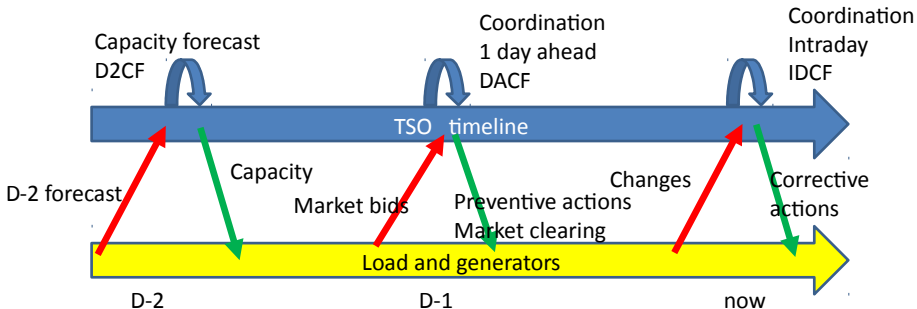 Capacity forecast
D2CF
Coordination
1 day ahead
DACF
Coordination
Intraday
IDCF
TSO timeline
D-2 forecast
Capacity
Market bids
Preventive actions
Market clearing
Changes
Corrective
actions
Load and generators
D-2
D-1
now